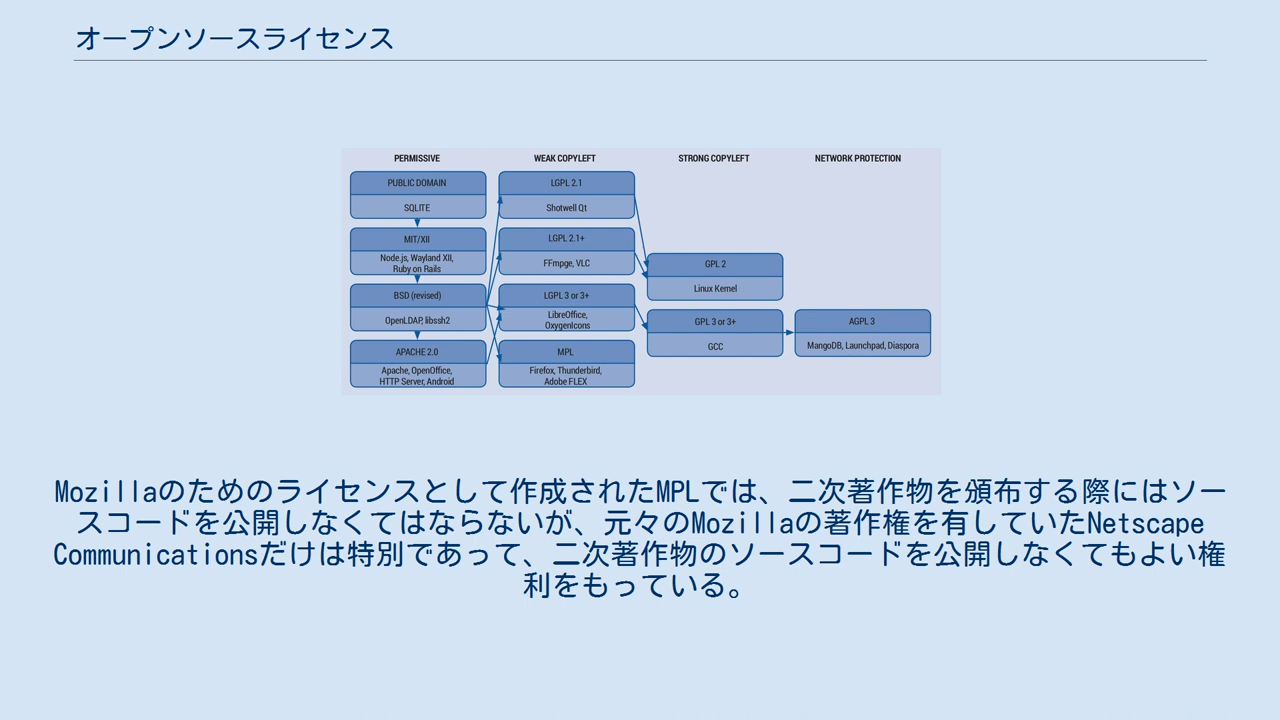 オープンソースライセンス
PERMISSIVE
WEAK COPYLEFT
STRONG COPYLEFT
NETWORK PROTECTION
PUBLIC DOMAIN
SQLITE
MIT/XII
Node.js, Wayland XII,
Ruby on Rails
BSD (revised)
OpenLDAP, libssh2
APACHE 2.0
Apache, OpenOffice,
HTTP Server, Android
LGPL 2.1
Shotwell Qt
LGPL 2.1+
FFmpge, VLC
LGPL 3 or 3+
LibreOffice,
OxygenIcons
MPL
Firefox, Thunderbird,
Adobe FLEX
GPL 2
Linux Kernel
GPL 3 or 3+
GCC
AGPL 3
MangoDB, Launchpad, Diaspora
Mozillaのためのライセンスとして作成されたMPLでは、二次著作物を頒布する際にはソー
スコードを公開しなくてはならないが、元々のMozillaの著作権を有していたNetscape
Communicationsだけは特別であって、二次著作物のソースコードを公開しなくてもよい権
利をもっている。